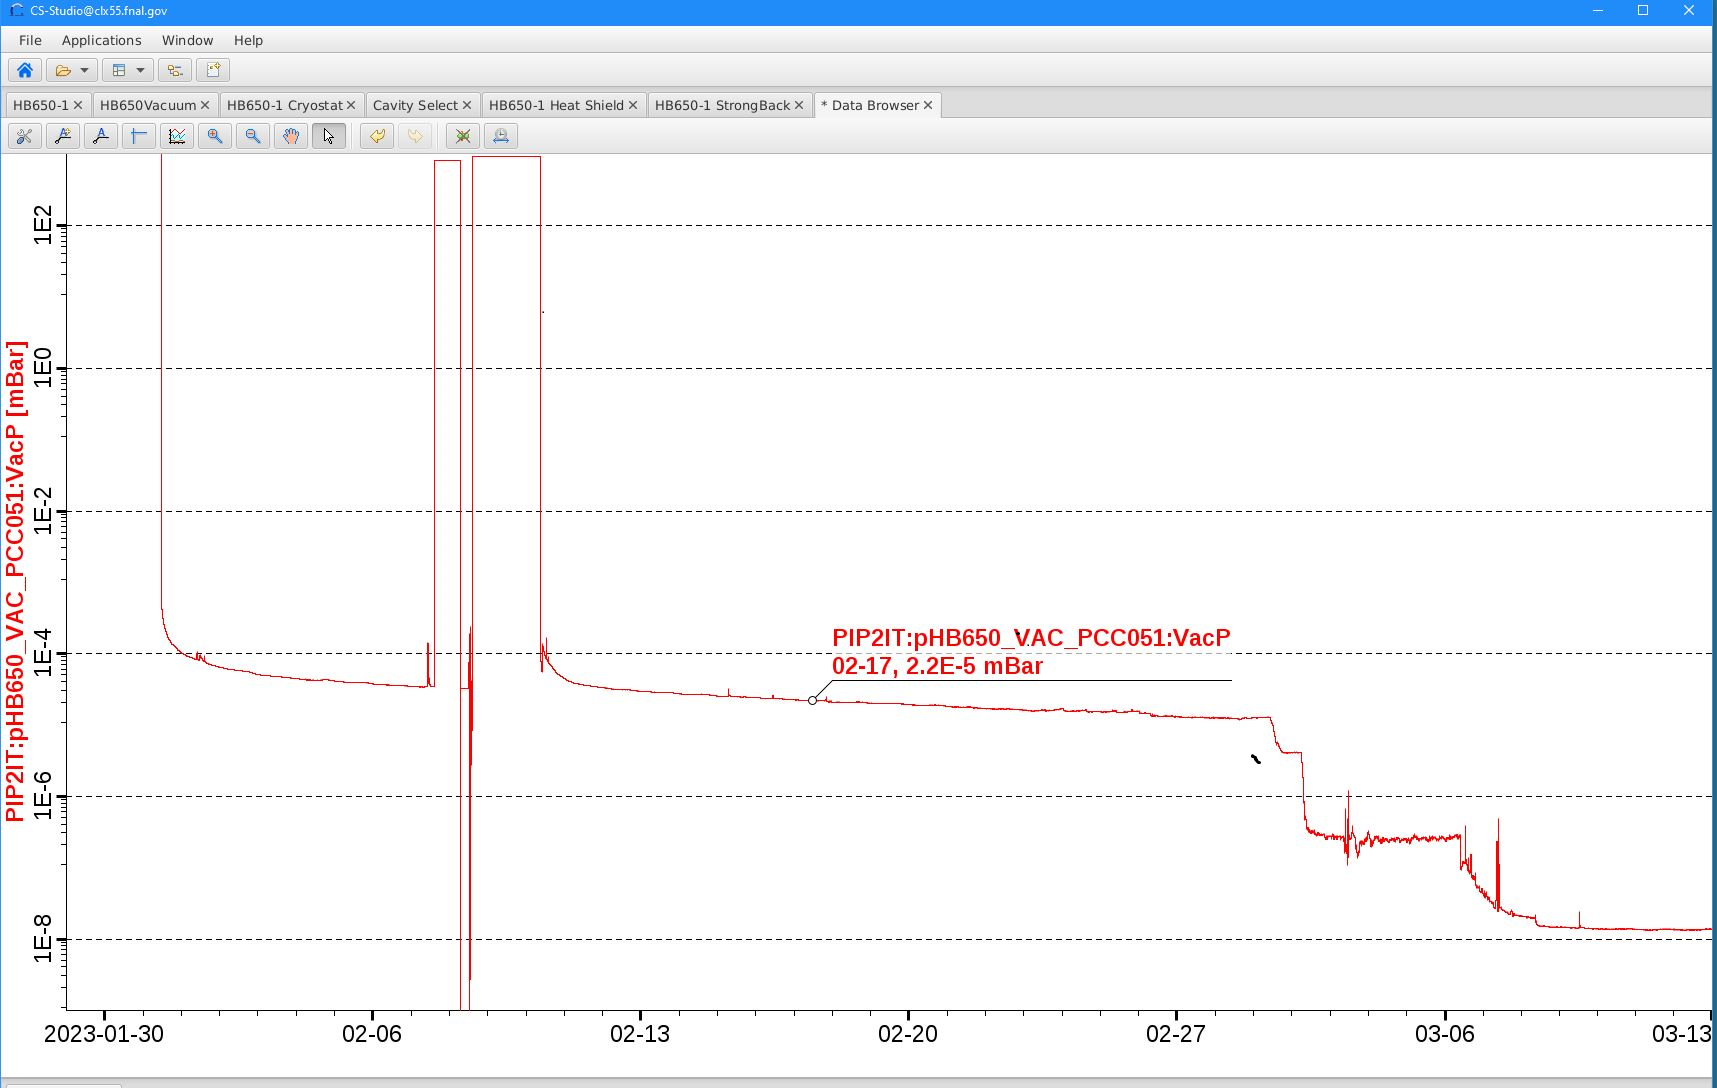 CS-Studio@clx55.fnal.gov
File Applications Window Help
HB650-1 HB650Vacuum HB650-1 Cryostat Cavity Select HB650-1 Heat Shield HB650-1 StrongBack * Data Browser
1E2
1E0
1E-2
1E-4
1E-6
1E-8
PIP2IT:pHB650_VAC_PCC051:VacP [mBar]
PIP2IT:pHB650_VAC_PCC051:VacP
02-17, 2.2E-5 mBar
2023-01-30 02-06 02-13 02-20 02-27 03-06 03-13